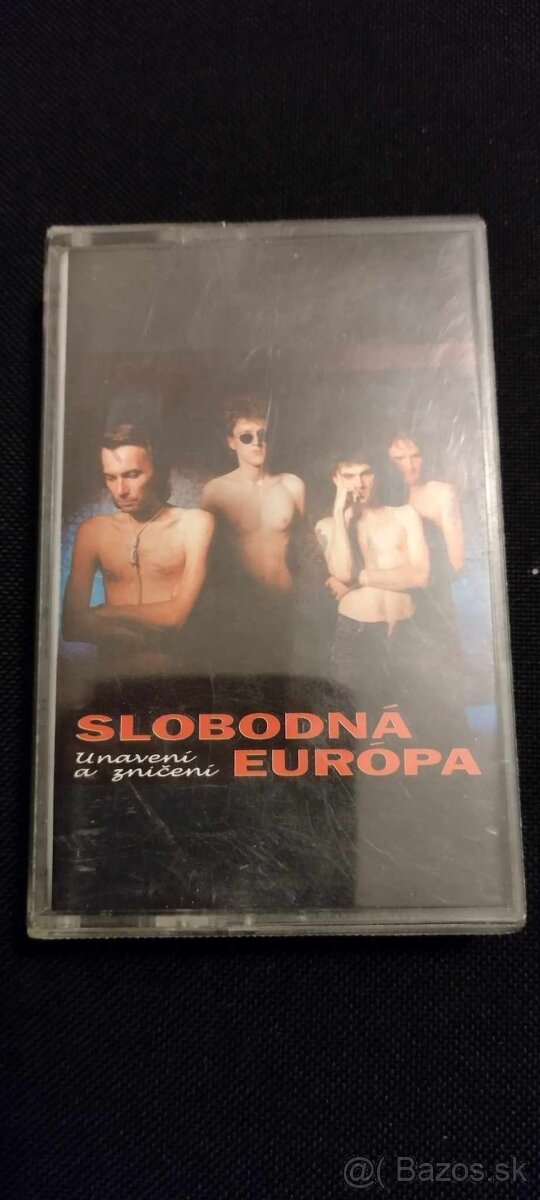 SLOBODNÁ
Unavení
a zničení
EURÓPA
@( Bazos.sk